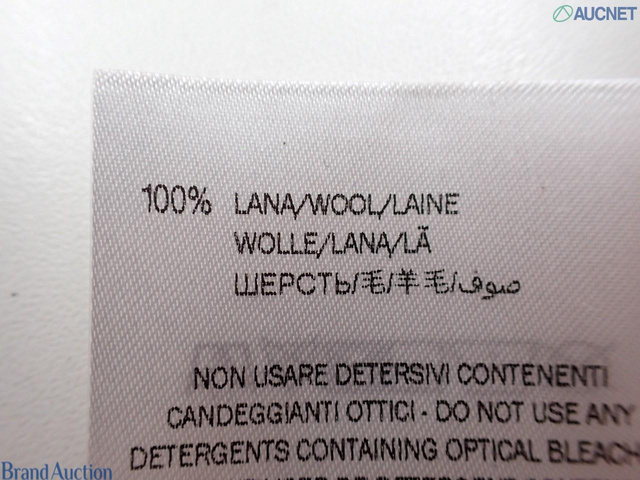 AUCNET
100% LANA/WOOL/LAINE
WOLLE/LANA/LÃ
ШЕРСТЬ/毛/羊毛/صوف
NON USARE DETERSIVI CONTENENTI
CANDEGGIANTI OTTICI - DO NOT USE ANY
DETERGENTS CONTAINING OPTICAL BLEACH
Brand Auction